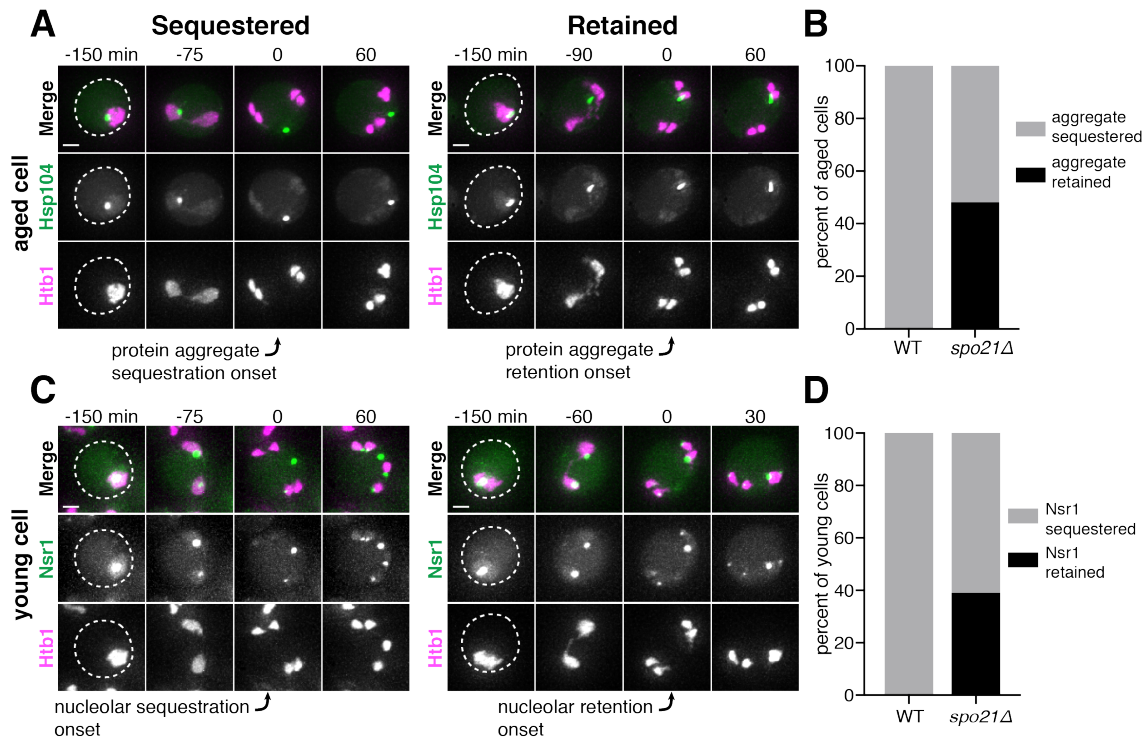 A
Sequestered
Retained
-150 min -75 0 60
-150 min -90 0 60
aged cell
Merge
Hsp104
Htb1
Merge
Hsp104
Htb1
protein aggregate
sequestration onset
protein aggregate
retention onset
B
percent of aged cells
100
80
60
40
20
0
WT spo21Δ
aggregate
sequestered
aggregate
retained
C
-150 min -75 0 60
-150 min -60 0 30
young cell
Merge
Nsr1
Htb1
Merge
Nsr1
Htb1
nucleolar sequestration
onset
nucleolar retention
onset
D
percent of young cells
100
80
60
40
20
0
WT spo21Δ
Nsr1
sequestered
Nsr1
retained